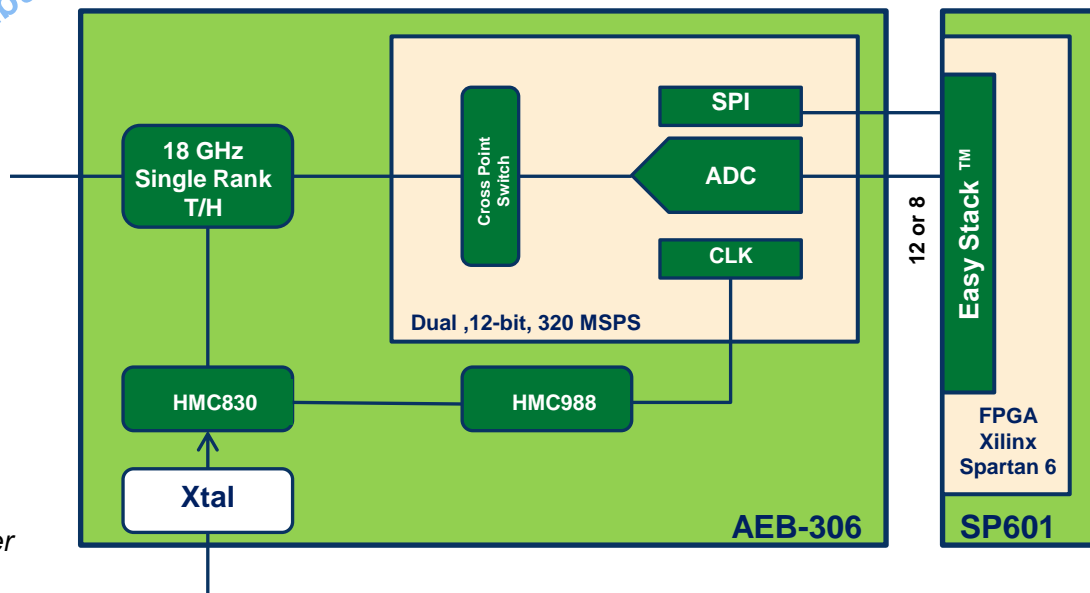 18 GHz
Single Rank
T/H
Cross Point
Switch
SPI
ADC
CLK
Dual ,12-bit, 320 MSPS
12 or 8
Easy Stack ™
HMC830
HMC988
Xtal
FPGA
Xilinx
Spartan 6
AEB-306
SP601
er